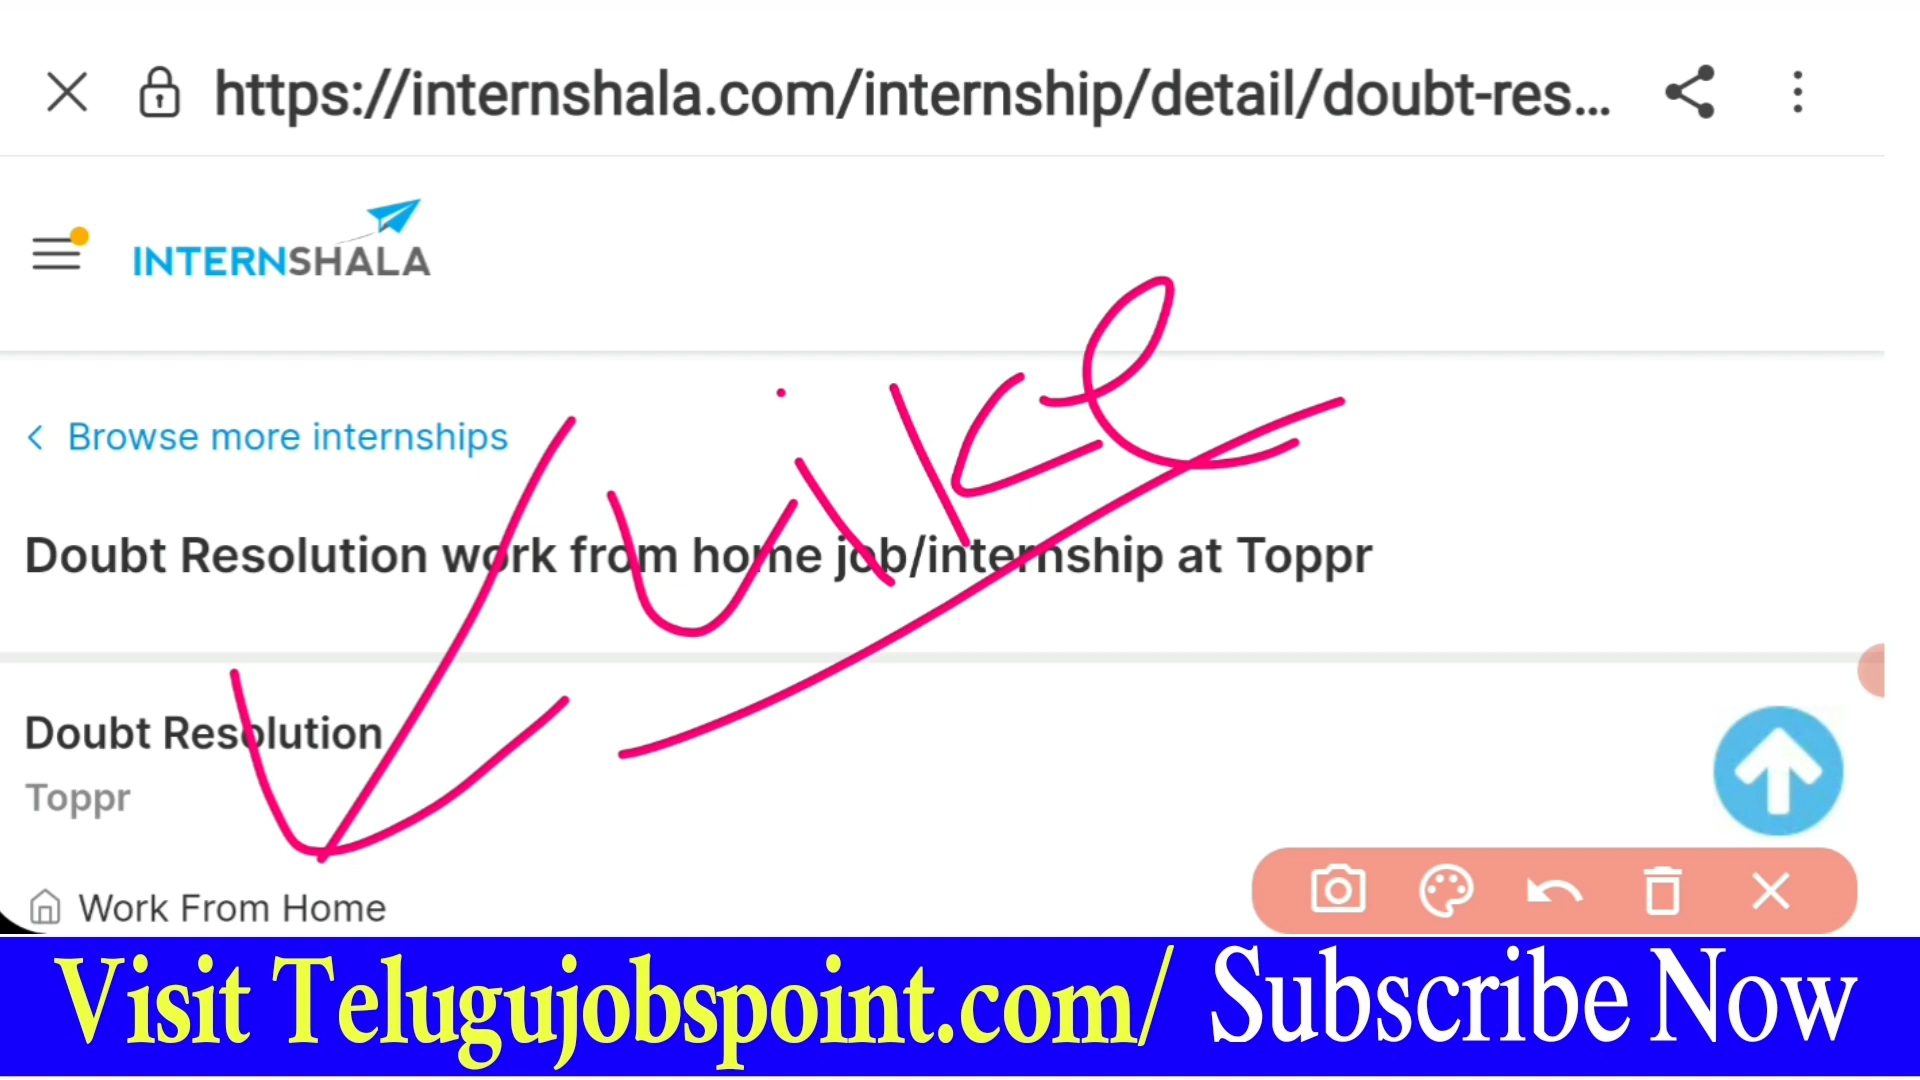 https://internshala.com/internship/detail/doubt-res...
INTERNSHALA
Like
Browse more internships
Doubt Resolution work from home job/internship at Toppr
Doubt Resolution
Toppr
Work From Home
Visit Telugujobspoint.com/ Subscribe Now